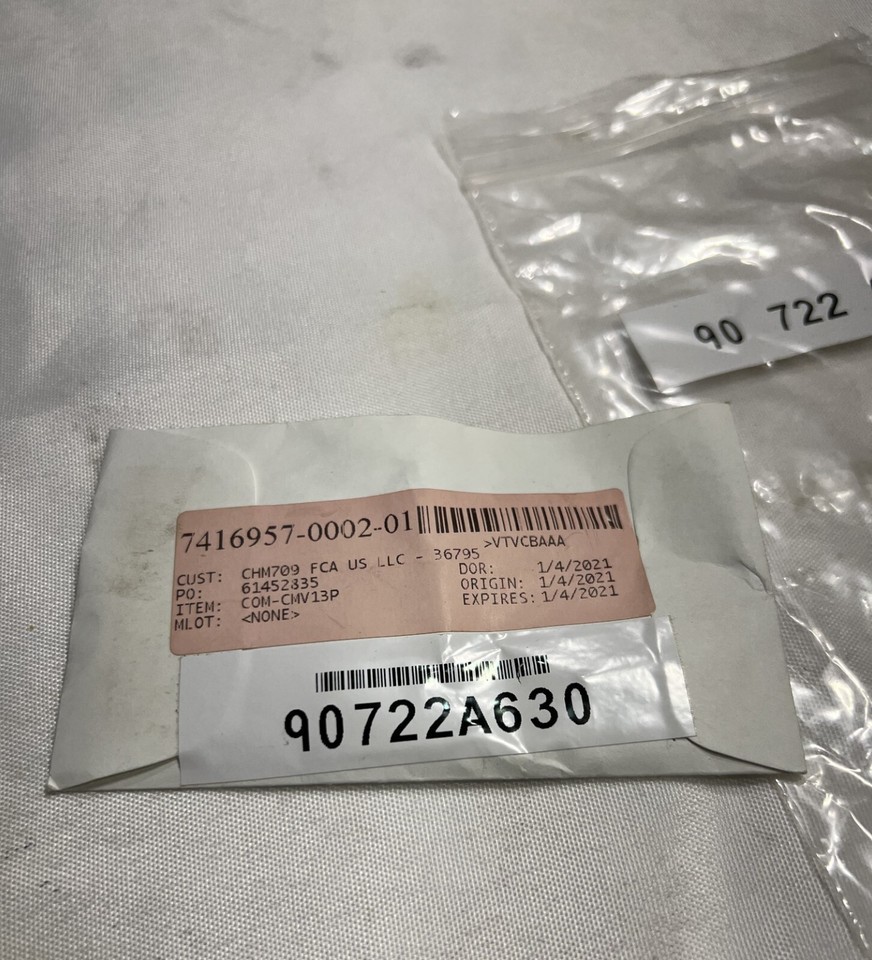 90 722
7416957-0002-01
>VTVCBAAA
CUST: CHM709 FCA US LLC - 36795
PO: 61452835
DOR: 1/4/2021
ITEM: COM-CMV13P
ORIGIN: 1/4/2021
MLOT: <NONE>
EXPIRES: 1/4/2021
90722A630